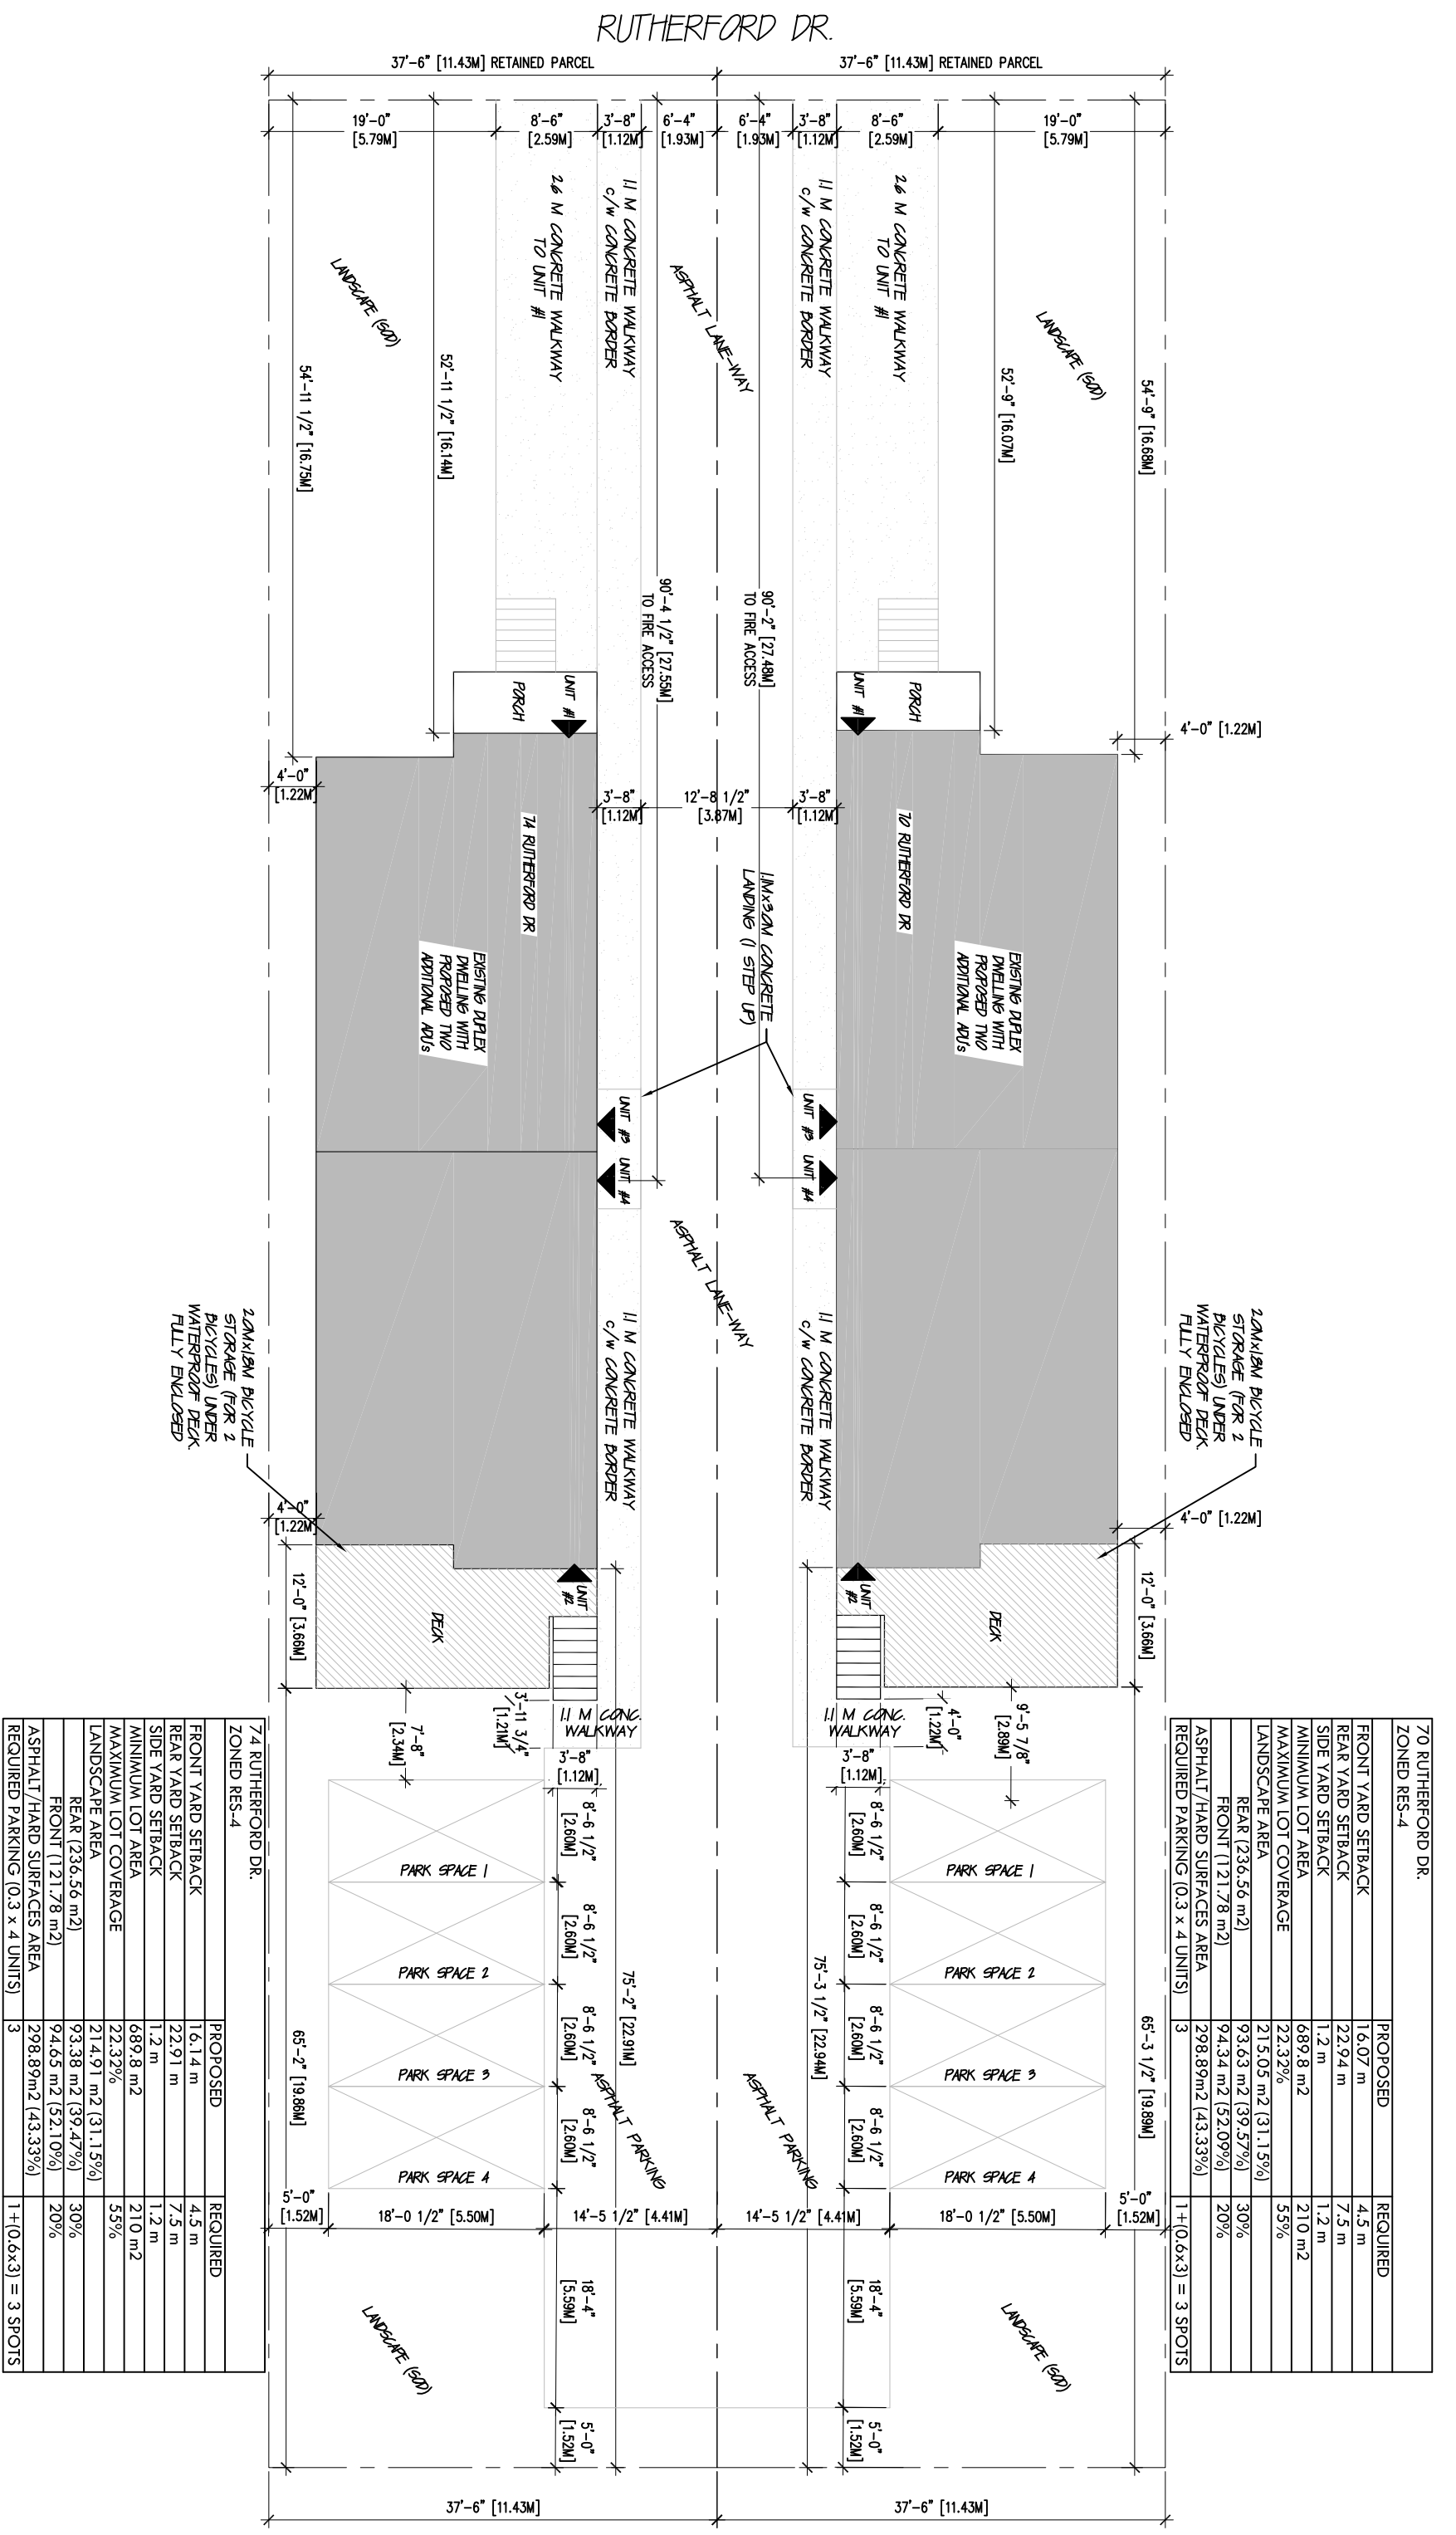 RUTHERFORD DR.
37'-6" [11.43M] RETAINED PARCEL
37'-6" [11.43M] RETAINED PARCEL
19'-0"
[5.79M]
8'-6"
[2.59M]
3'-8"
[1.12M]
6'-4"
[1.93M]
6'-4"
[1.93M]
3'-8"
[1.12M]
8'-6"
[2.59M]
19'-0"
[5.79M]
LANDSCAPE (SOD)
2.6 M CONCRETE WALKWAY
TO UNIT #1
1.1 M CONCRETE WALKWAY
c/w CONCRETE BORDER
ASPHALT LANE-WAY
1.1 M CONCRETE WALKWAY
c/w CONCRETE BORDER
2.6 M CONCRETE WALKWAY
TO UNIT #1
LANDSCAPE (SOD)
54'-11 1/2" [16.75M]
52'-11 1/2" [16.14M]
52'-9" [16.07M]
54'-9" [16.68M]
90'-4 1/2" [27.55M]
TO FIRE ACCESS
90'-2" [27.48M]
TO FIRE ACCESS
UNIT #1
PORCH
UNIT #1
PORCH
4'-0" [1.22M]
4'-0"
[1.22M]
3'-8"
[1.12M]
12'-8 1/2"
[3.87M]
3'-8"
[1.12M]
74 RUTHERFORD DR
70 RUTHERFORD DR
EXISTING DUPLEX
DWELLING WITH
PROPOSED TWO
ADDITIONAL ADU's
1.1Mx3.0M CONCRETE
LANDING (1 STEP UP)
EXISTING DUPLEX
DWELLING WITH
PROPOSED TWO
ADDITIONAL ADU's
UNIT #3
UNIT #4
UNIT #3
UNIT #4
ASPHALT LANE-WAY
1.1 M CONCRETE WALKWAY
c/w CONCRETE BORDER
1.1 M CONCRETE WALKWAY
c/w CONCRETE BORDER
2.0Mx1.8M BICYCLE
STORAGE (FOR 2
BICYCLES) UNDER
WATERPROOF DECK.
FULLY ENCLOSED
2.0Mx1.8M BICYCLE
STORAGE (FOR 2
BICYCLES) UNDER
WATERPROOF DECK.
FULLY ENCLOSED
4'-0"
[1.22M]
4'-0" [1.22M]
12'-0" [3.66M]
DECK
UNIT
#2
UNIT
#2
DECK
12'-0" [3.66M]
7'-8"
[2.34M]
3'-11 3/4"
[1.21M]
1.1 M CONC.
WALKWAY
1.1 M CONC.
WALKWAY
4'-0"
[1.22M]
9'-5 7/8"
[2.89M]
3'-8"
[1.12M]
3'-8"
[1.12M]
8'-6 1/2"
[2.60M]
8'-6 1/2"
[2.60M]
PARK SPACE 1
PARK SPACE 1
8'-6 1/2"
[2.60M]
8'-6 1/2"
[2.60M]
PARK SPACE 2
PARK SPACE 2
75'-2" [22.91M]
75'-3 1/2" [22.94M]
8'-6 1/2"
[2.60M]
8'-6 1/2"
[2.60M]
PARK SPACE 3
PARK SPACE 3
65'-2" [19.86M]
65'-3 1/2" [19.89M]
ASPHALT PARKING
ASPHALT PARKING
8'-6 1/2"
[2.60M]
8'-6 1/2"
[2.60M]
PARK SPACE 4
PARK SPACE 4
5'-0"
[1.52M]
18'-0 1/2" [5.50M]
14'-5 1/2" [4.41M]
14'-5 1/2" [4.41M]
18'-0 1/2" [5.50M]
5'-0"
[1.52M]
18'-4"
[5.59M]
18'-4"
[5.59M]
LANDSCAPE (SOD)
LANDSCAPE (SOD)
5'-0"
[1.52M]
5'-0"
[1.52M]
37'-6" [11.43M]
37'-6" [11.43M]
70 RUTHERFORD DR.
ZONED RES-4
PROPOSED REQUIRED
FRONT YARD SETBACK 16.07 m 4.5 m
REAR YARD SETBACK 22.94 m 7.5 m
SIDE YARD SETBACK 1.2 m 1.2 m
MINIMUM LOT AREA 689.8 m2 210 m2
MAXIMUM LOT COVERAGE 22.32% 55%
LANDSCAPE AREA 215.05 m2 (31.15%)
REAR (236.56 m2) 93.63 m2 (39.57%) 30%
FRONT (121.78 m2) 94.34 m2 (52.09%) 20%
ASPHALT/HARD SURFACES AREA 298.89m2 (43.33%)
REQUIRED PARKING (0.3 x 4 UNITS) 3 1+(0.6x3) = 3 SPOTS
74 RUTHERFORD DR.
ZONED RES-4
PROPOSED REQUIRED
FRONT YARD SETBACK 16.14 m 4.5 m
REAR YARD SETBACK 22.91 m 7.5 m
SIDE YARD SETBACK 1.2 m 1.2 m
MINIMUM LOT AREA 689.8 m2 210 m2
MAXIMUM LOT COVERAGE 22.32% 55%
LANDSCAPE AREA 214.91 m2 (31.15%)
REAR (236.56 m2) 93.38 m2 (39.47%) 30%
FRONT (121.78 m2) 94.65 m2 (52.10%) 20%
ASPHALT/HARD SURFACES AREA 298.89m2 (43.33%)
REQUIRED PARKING (0.3 x 4 UNITS) 3 1+(0.6x3) = 3 SPOTS